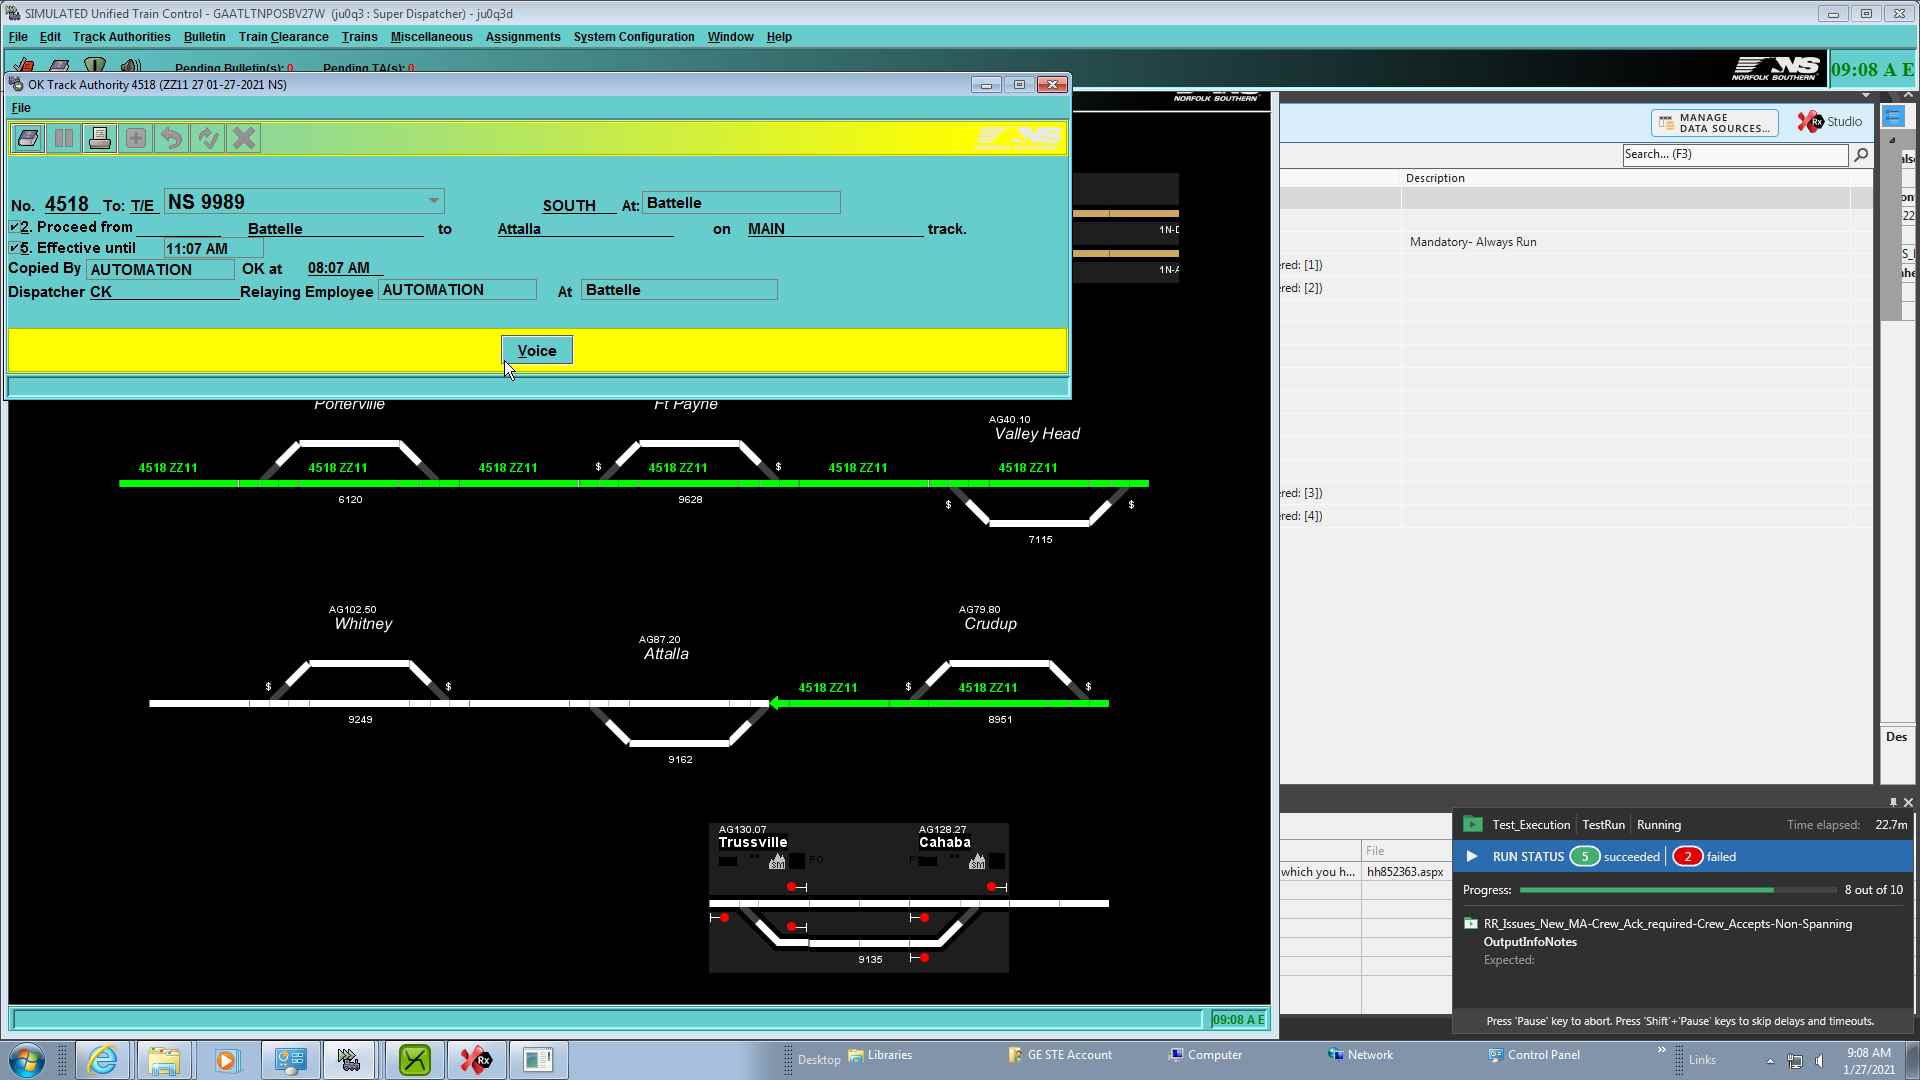 SIMULATED Unified Train Control - GAATLTNPOSBV27W (ju0q3 : Super Dispatcher) - ju0q3d
File Edit Track Authorities Bulletin Train Clearance Trains Miscellaneous Assignments System Configuration Window Help
Pending Bulletin(s): 0 Pending TA(s): 0
NS NORFOLK SOUTHERN
09:08 A E
OK Track Authority 4518 (ZZ11 27 01-27-2021 NS)
NORFOLK SOUTHERN
File
MANAGE
DATA SOURCES...
Studio
Search... (F3)
Description
No. 4518 To: T/E NS 9989 SOUTH At: Battelle
2. Proceed from Battelle to Attalla on MAIN track.
5. Effective until 11:07 AM
Copied By AUTOMATION OK at 08:07 AM
Dispatcher CK Relaying Employee AUTOMATION At Battelle
Voice
1N-A
Mandatory- Always Run
ered: [1])
ered: [2])
ered: [3])
ered: [4])
Porterville Ft Payne
AG40.10
Valley Head
4518 ZZ11 4518 ZZ11 4518 ZZ11 $ 4518 ZZ11 $ 4518 ZZ11 4518 ZZ11
6120 9628
$ $
7115
AG102.50 AG79.80
Whitney Crudup
AG87.20
Attalla
$ $ 4518 ZZ11 $ 4518 ZZ11 $
9249 8951
9162
AG130.07 AG128.27
Trussville Cahaba
SM SM
9135
09:08 A E
Des
File
which you h... hh852363.aspx
Test_Execution TestRun Running Time elapsed: 22.7m
RUN STATUS 5 succeeded 2 failed
Progress: 8 out of 10
RR_Issues_New_MA-Crew_Ack_required-Crew_Accepts-Non-Spanning
OutputInfoNotes
Expected:
Press 'Pause' key to abort. Press 'Shift'+'Pause' keys to skip delays and timeouts.
Desktop Libraries GE STE Account Computer Network Control Panel » Links
9:08 AM
1/27/2021